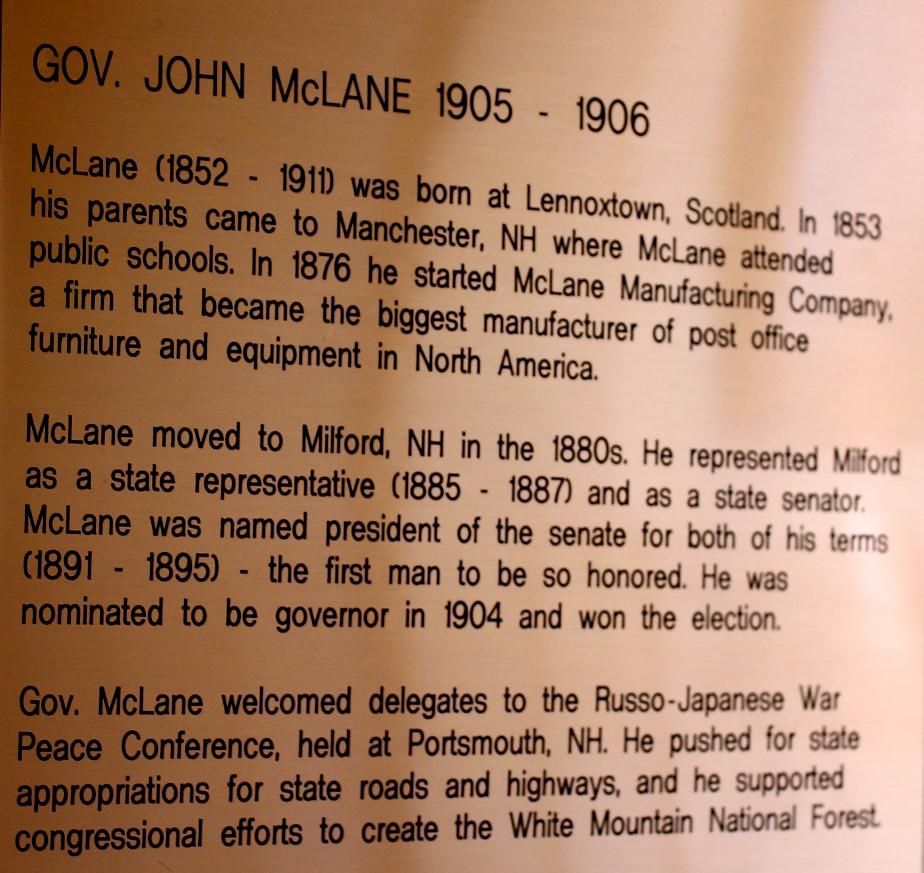 GOV. JOHN McLANE 1905 - 1906
McLane (1852 - 1911) was born at Lennoxtown, Scotland. In 1853
his parents came to Manchester, NH where McLane attended
public schools. In 1876 he started McLane Manufacturing Company,
a firm that became the biggest manufacturer of post office
furniture and equipment in North America.
McLane moved to Milford, NH in the 1880s. He represented Milford
as a state representative (1885 - 1887) and as a state senator.
McLane was named president of the senate for both of his terms
(1891 - 1895) - the first man to be so honored. He was
nominated to be governor in 1904 and won the election.
Gov. McLane welcomed delegates to the Russo-Japanese War
Peace Conference, held at Portsmouth, NH. He pushed for state
appropriations for state roads and highways, and he supported
congressional efforts to create the White Mountain National Forest.